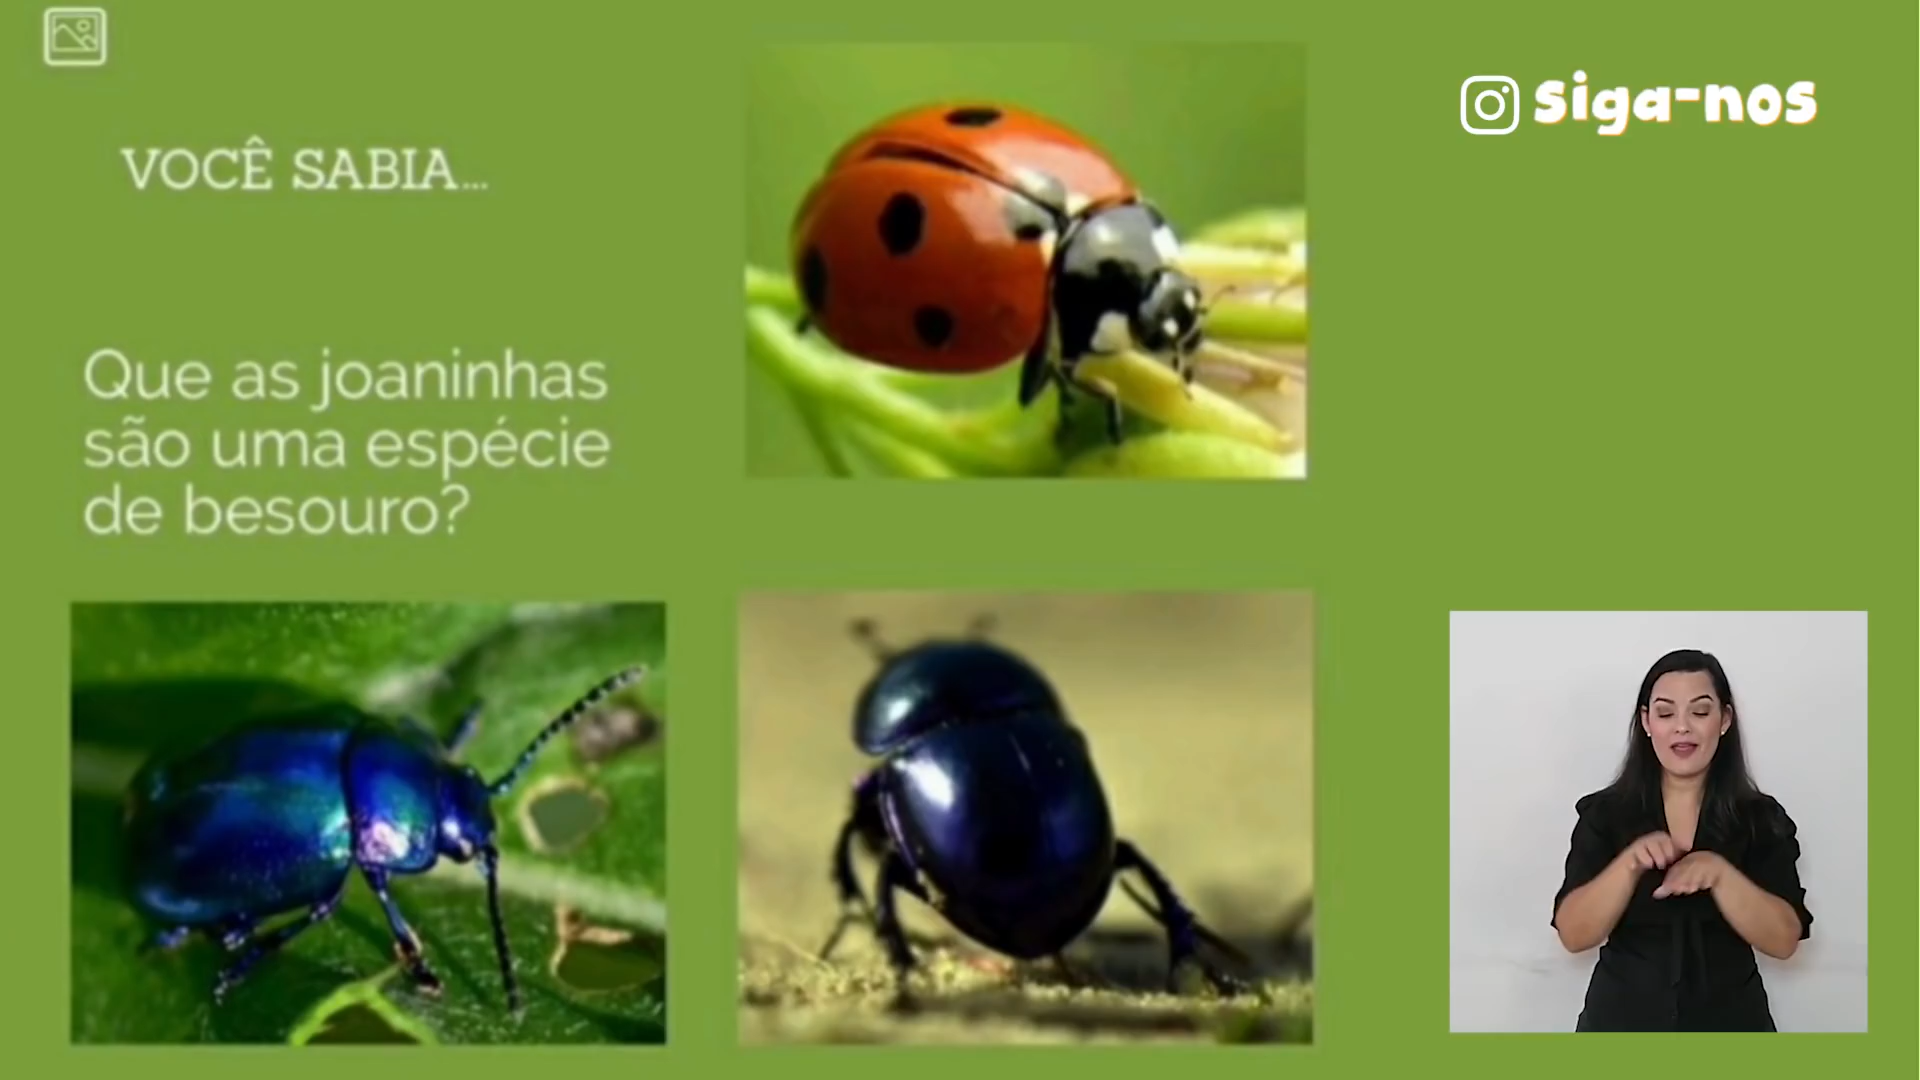 VOCÊ SABIA...
siga-nos
Que as joaninhas
são uma espécie
de besouro?